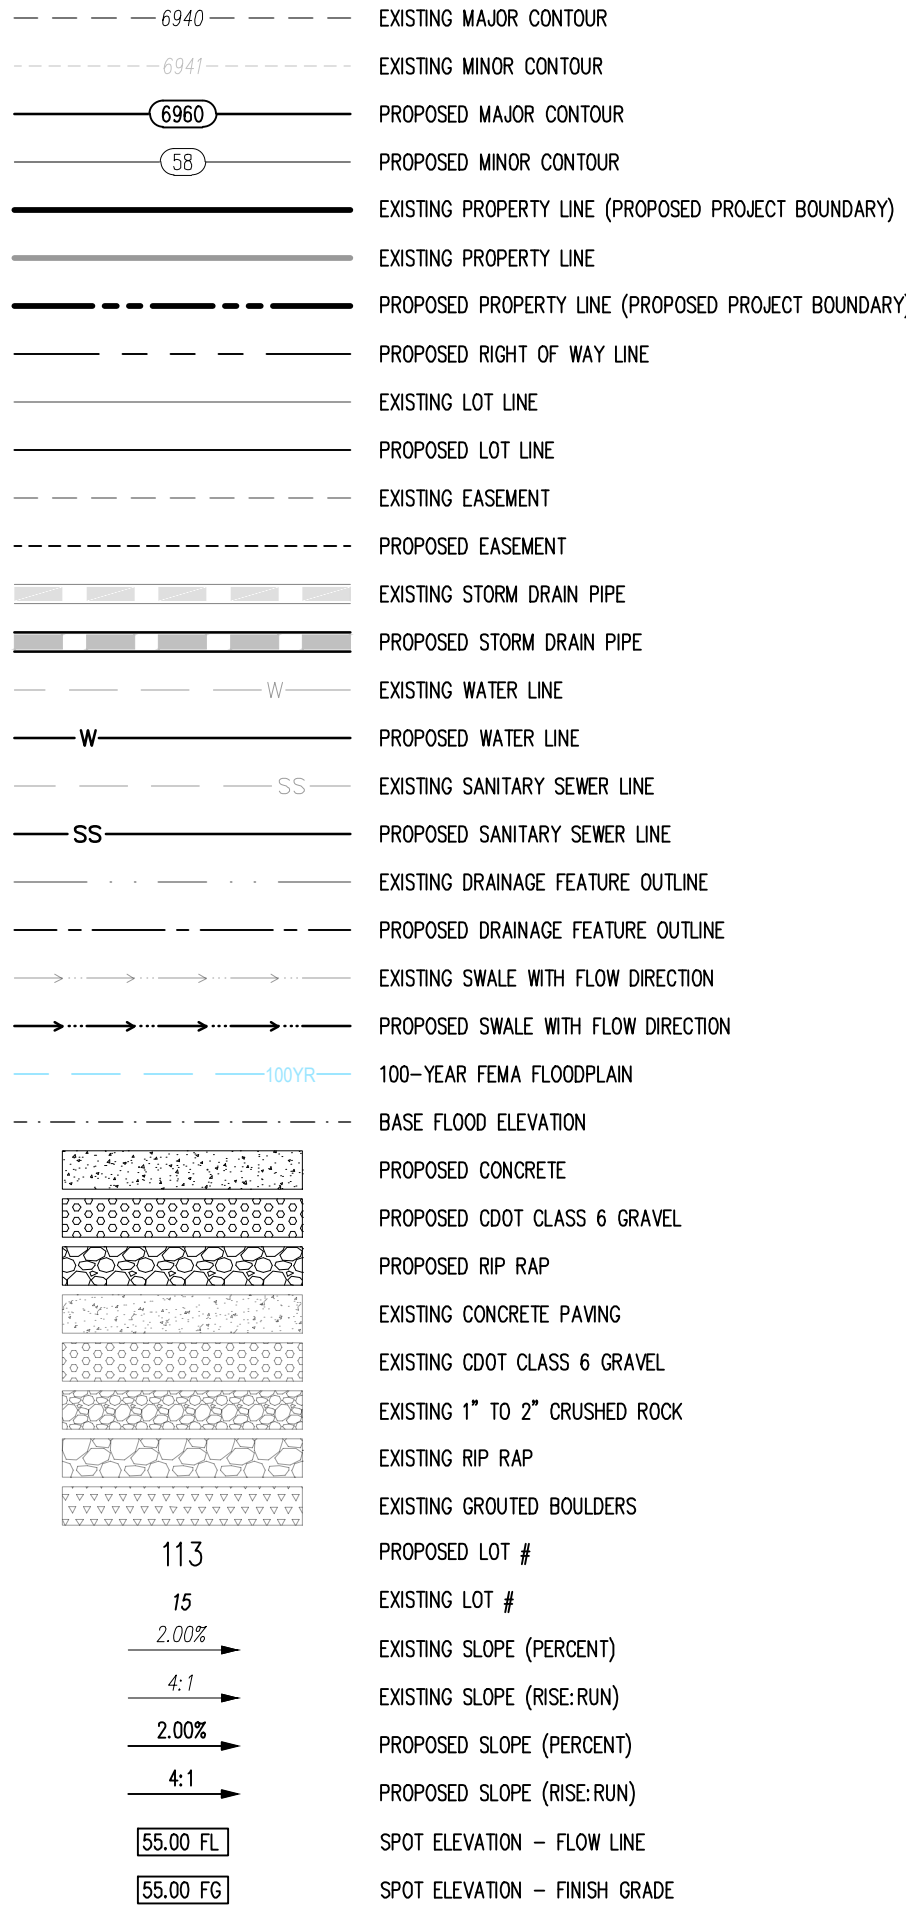 6940 EXISTING MAJOR CONTOUR
6941 EXISTING MINOR CONTOUR
6960 PROPOSED MAJOR CONTOUR
58 PROPOSED MINOR CONTOUR
EXISTING PROPERTY LINE (PROPOSED PROJECT BOUNDARY)
EXISTING PROPERTY LINE
PROPOSED PROPERTY LINE (PROPOSED PROJECT BOUNDARY)
PROPOSED RIGHT OF WAY LINE
EXISTING LOT LINE
PROPOSED LOT LINE
EXISTING EASEMENT
PROPOSED EASEMENT
EXISTING STORM DRAIN PIPE
PROPOSED STORM DRAIN PIPE
W EXISTING WATER LINE
W PROPOSED WATER LINE
SS EXISTING SANITARY SEWER LINE
SS PROPOSED SANITARY SEWER LINE
EXISTING DRAINAGE FEATURE OUTLINE
PROPOSED DRAINAGE FEATURE OUTLINE
EXISTING SWALE WITH FLOW DIRECTION
PROPOSED SWALE WITH FLOW DIRECTION
100YR 100-YEAR FEMA FLOODPLAIN
BASE FLOOD ELEVATION
PROPOSED CONCRETE
PROPOSED CDOT CLASS 6 GRAVEL
PROPOSED RIP RAP
EXISTING CONCRETE PAVING
EXISTING CDOT CLASS 6 GRAVEL
EXISTING 1" TO 2" CRUSHED ROCK
EXISTING RIP RAP
EXISTING GROUTED BOULDERS
113 PROPOSED LOT #
15 EXISTING LOT #
2.00% EXISTING SLOPE (PERCENT)
4:1 EXISTING SLOPE (RISE:RUN)
2.00% PROPOSED SLOPE (PERCENT)
4:1 PROPOSED SLOPE (RISE:RUN)
55.00 FL SPOT ELEVATION - FLOW LINE
55.00 FG SPOT ELEVATION - FINISH GRADE